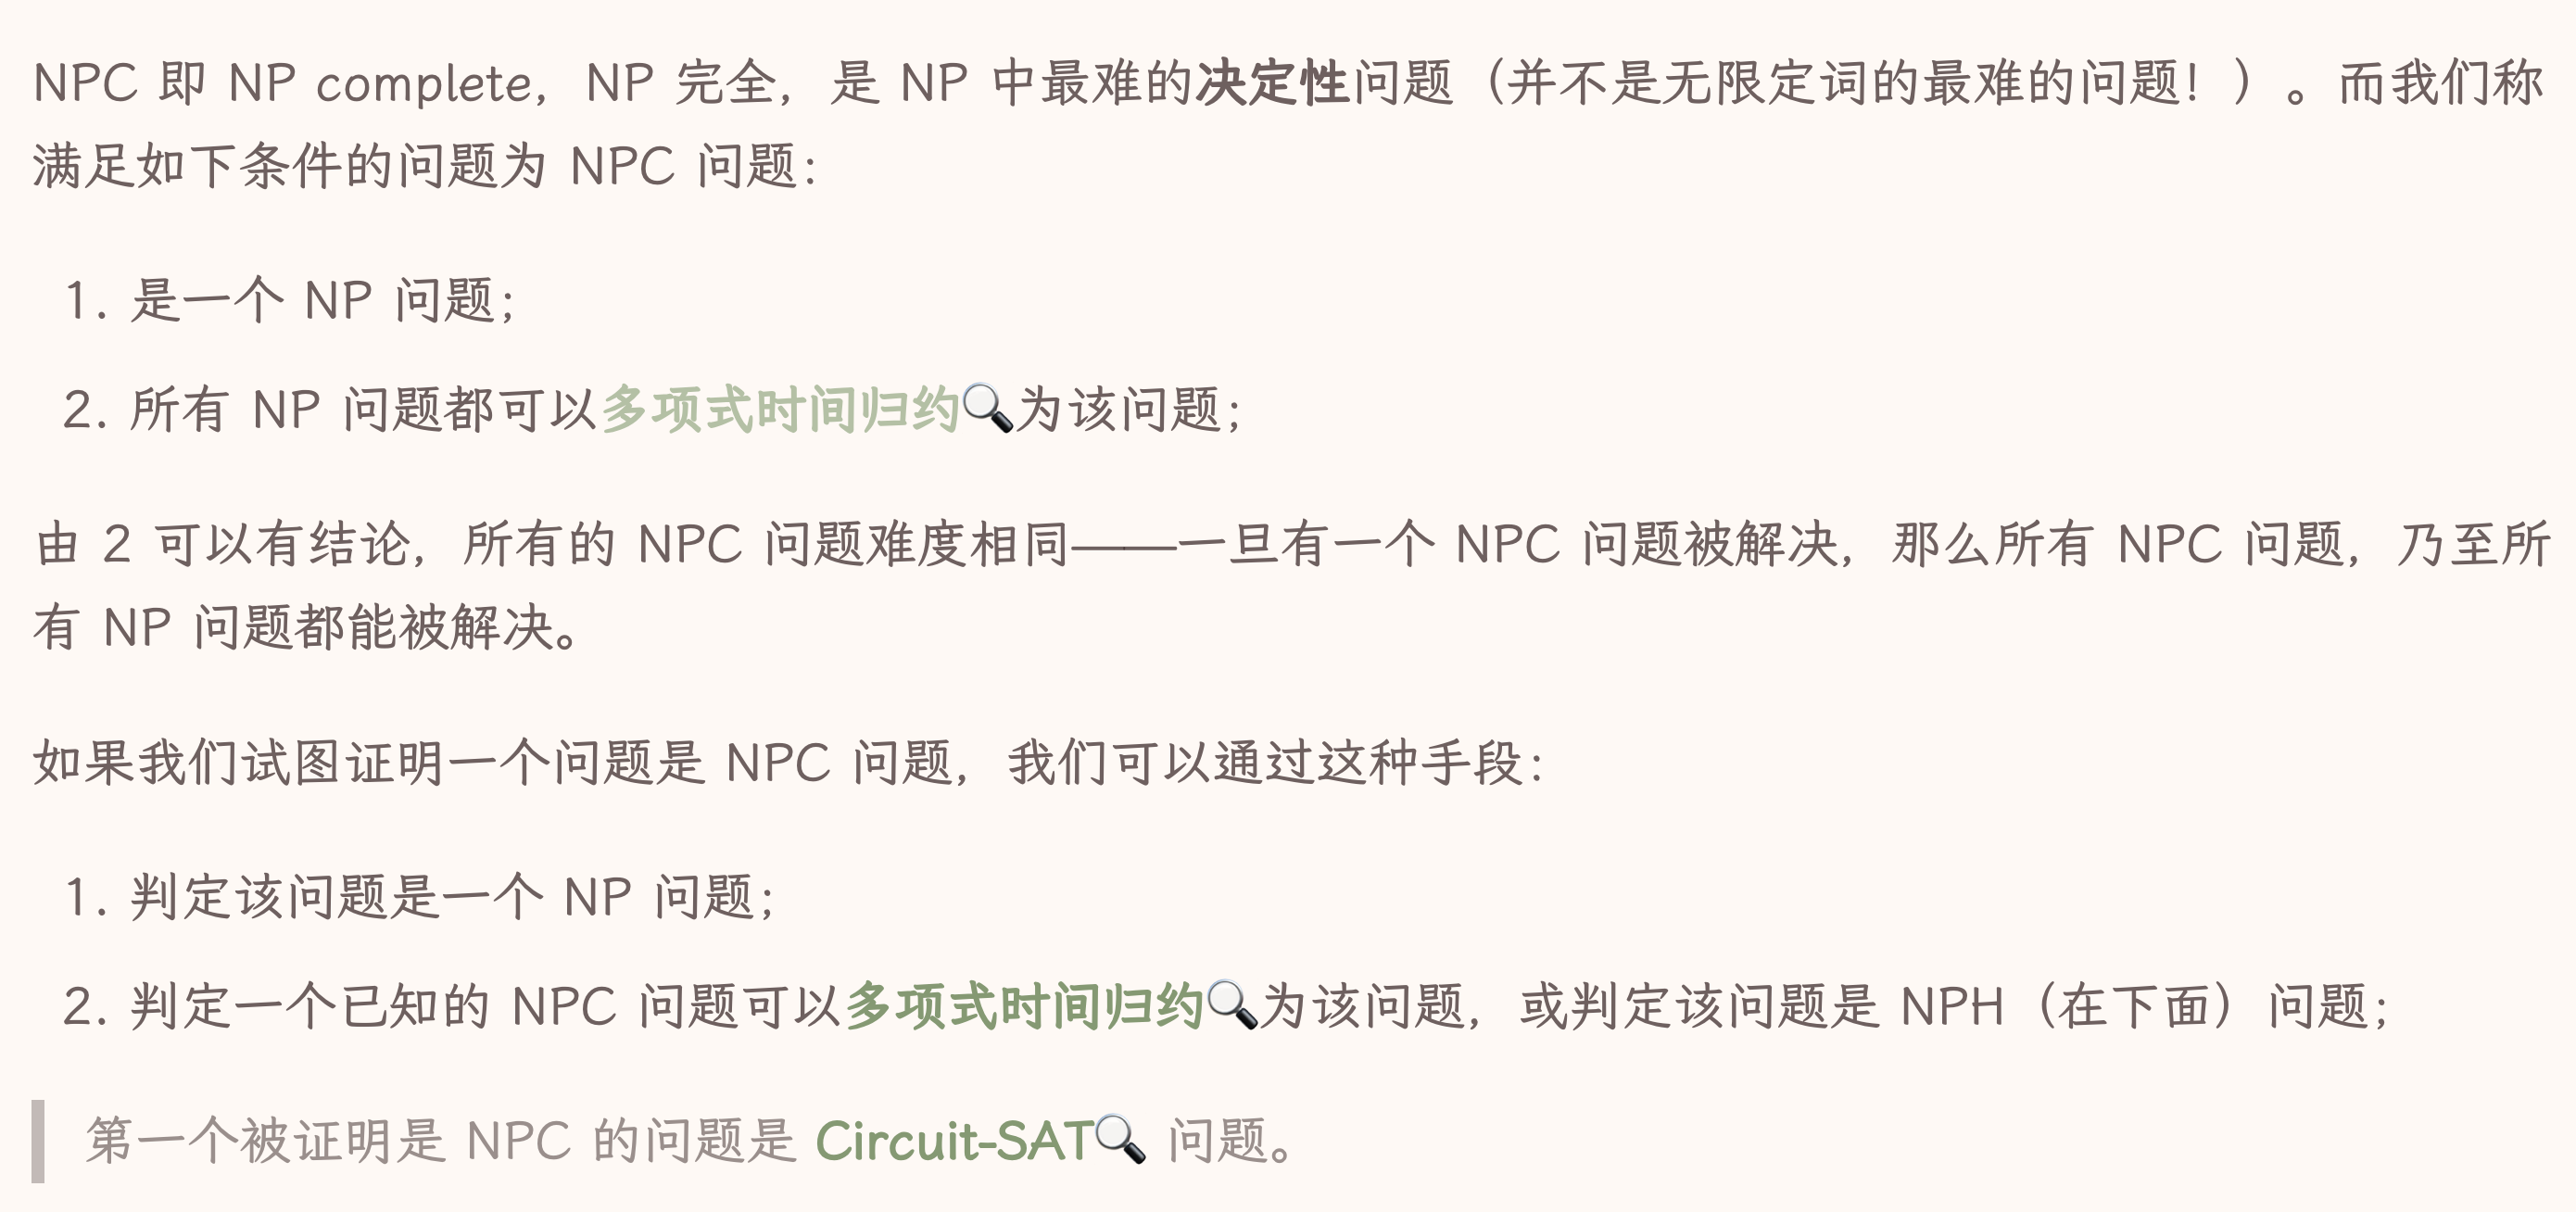 NPC 即 NP complete，NP 完全，是 NP 中最难的决定性问题（并不是无限定词的最难的问题！）。而我们称
满足如下条件的问题为 NPC 问题：
1. 是一个 NP 问题；
2. 所有 NP 问题都可以多项式时间归约🔍为该问题；
由 2 可以有结论，所有的 NPC 问题难度相同——一旦有一个 NPC 问题被解决，那么所有 NPC 问题，乃至所
有 NP 问题都能被解决。
如果我们试图证明一个问题是 NPC 问题，我们可以通过这种手段：
1. 判定该问题是一个 NP 问题；
2. 判定一个已知的 NPC 问题可以多项式时间归约🔍为该问题，或判定该问题是 NPH（在下面）问题；
第一个被证明是 NPC 的问题是 Circuit-SAT🔍 问题。